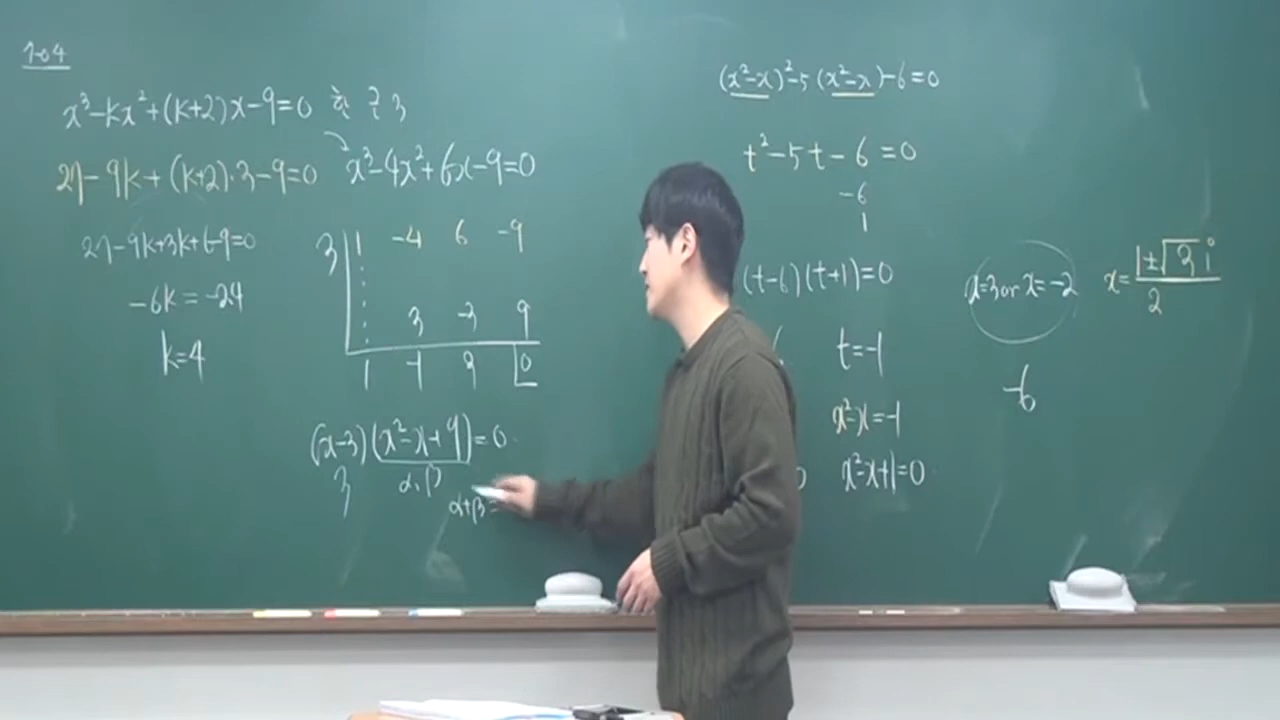 704
x³-kx²+(k+2)x-9=0 한 근 3
27-9k+(k+2)·3-9=0
27-9k+3k+6-9=0
-6k=-24
k=4
x³-4x²+6x-9=0
3 1 -4 6 -9
3 -3 9
1 -1 3 0
(x-3)(x²-x+9)=0
3 α, β
α+β=
(x²-x)²-5(x²-x)-6=0
t²-5t-6=0
-6
1
(t-6)(t+1)=0
t=-1
x²-x=-1
x²-x+1=0
x=3 or x=-2
-6
x= 1±√3 i
2